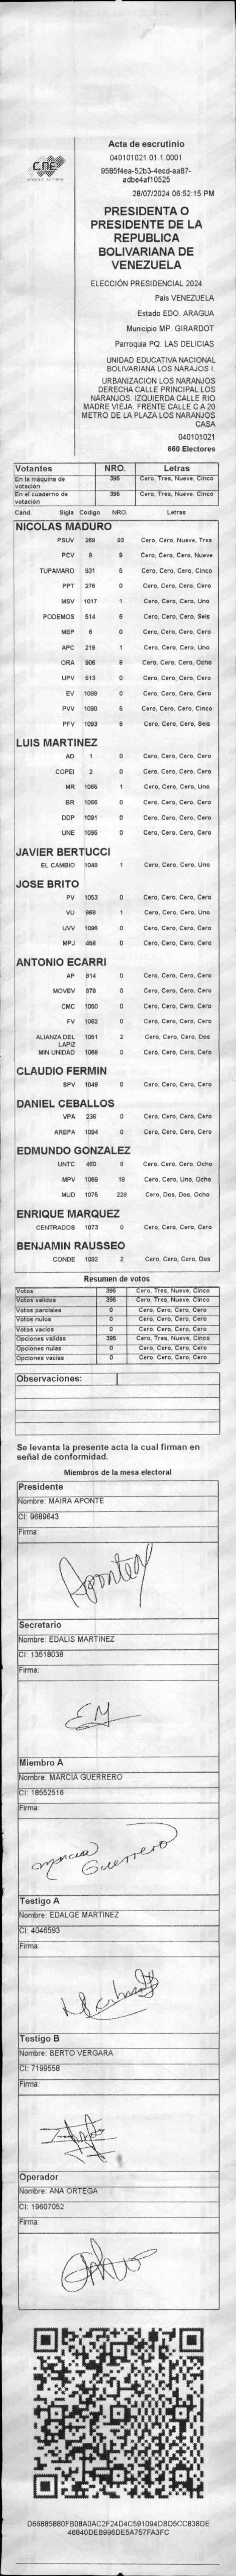 CNE
Acta de escrutinio
040101021.01.1.0001
9585f4ea-52b3-4ecd-aa87-
adbe4af10525
28/07/2024 06:52:15 PM
PRESIDENTA O
PRESIDENTE DE LA
REPUBLICA
BOLIVARIANA DE
VENEZUELA
ELECCIÓN PRESIDENCIAL 2024
País VENEZUELA
Estado EDO. ARAGUA
Municipio MP. GIRARDOT
Parroquia PQ. LAS DELICIAS
UNIDAD EDUCATIVA NACIONAL
BOLIVARIANA LOS NARAJOS I.
URBANIZACION LOS NARANJOS
DERECHA CALLE PRINCIPAL LOS
NARANJOS. IZQUIERDA CALLE RIO
MADRE VIEJA. FRENTE CALLE C A 20
METRO DE LA PLAZA LOS NARANJOS
CASA
040101021
660 Electores
Votantes NRO. Letras
En la máquina de votación 395 Cero, Tres, Nueve, Cinco
En el cuaderno de votación 395 Cero, Tres, Nueve, Cinco
Cand. Sigla Código NRO. Letras
NICOLAS MADURO
PSUV 269 93 Cero, Cero, Nueve, Tres
PCV 9 9 Cero, Cero, Cero, Nueve
TUPAMARO 931 5 Cero, Cero, Cero, Cinco
PPT 276 0 Cero, Cero, Cero, Cero
MSV 1017 1 Cero, Cero, Cero, Uno
PODEMOS 514 6 Cero, Cero, Cero, Seis
MEP 6 0 Cero, Cero, Cero, Cero
APC 219 1 Cero, Cero, Cero, Uno
ORA 906 8 Cero, Cero, Cero, Ocho
UPV 513 0 Cero, Cero, Cero, Cero
EV 1089 0 Cero, Cero, Cero, Cero
PVV 1090 5 Cero, Cero, Cero, Cinco
PFV 1093 6 Cero, Cero, Cero, Seis
LUIS MARTINEZ
AD 1 0 Cero, Cero, Cero, Cero
COPEI 2 0 Cero, Cero, Cero, Cero
MR 1065 1 Cero, Cero, Cero, Uno
BR 1066 0 Cero, Cero, Cero, Cero
DDP 1091 0 Cero, Cero, Cero, Cero
UNE 1095 0 Cero, Cero, Cero, Cero
JAVIER BERTUCCI
EL CAMBIO 1048 1 Cero, Cero, Cero, Uno
JOSE BRITO
PV 1053 0 Cero, Cero, Cero, Cero
VU 968 1 Cero, Cero, Cero, Uno
UVV 1096 0 Cero, Cero, Cero, Cero
MPJ 458 0 Cero, Cero, Cero, Cero
ANTONIO ECARRI
AP 814 0 Cero, Cero, Cero, Cero
MOVEV 878 0 Cero, Cero, Cero, Cero
CMC 1050 0 Cero, Cero, Cero, Cero
FV 1062 0 Cero, Cero, Cero, Cero
ALIANZA DEL LAPIZ 1051 2 Cero, Cero, Cero, Dos
MIN UNIDAD 1068 0 Cero, Cero, Cero, Cero
CLAUDIO FERMIN
SPV 1049 0 Cero, Cero, Cero, Cero
DANIEL CEBALLOS
VPA 236 0 Cero, Cero, Cero, Cero
AREPA 1094 0 Cero, Cero, Cero, Cero
EDMUNDO GONZALEZ
UNTC 460 8 Cero, Cero, Cero, Ocho
MPV 1069 18 Cero, Cero, Uno, Ocho
MUD 1075 228 Cero, Dos, Dos, Ocho
ENRIQUE MARQUEZ
CENTRADOS 1073 0 Cero, Cero, Cero, Cero
BENJAMIN RAUSSEO
CONDE 1092 2 Cero, Cero, Cero, Dos
Resumen de votos
Votos 395 Cero, Tres, Nueve, Cinco
Votos validos 395 Cero, Tres, Nueve, Cinco
Votos parciales 0 Cero, Cero, Cero, Cero
Votos nulos 0 Cero, Cero, Cero, Cero
Votos vacios 0 Cero, Cero, Cero, Cero
Opciones validas 395 Cero, Tres, Nueve, Cinco
Opciones nulas 0 Cero, Cero, Cero, Cero
Opciones vacias 0 Cero, Cero, Cero, Cero
Observaciones:
Se levanta la presente acta la cual firman en
señal de conformidad.
Miembros de la mesa electoral
Presidente
Nombre: MAIRA APONTE
CI: 9689643
Firma:
Secretario
Nombre: EDALIS MARTINEZ
CI: 13518038
Firma:
EM
Miembro A
Nombre: MARCIA GUERRERO
CI: 18552516
Firma:
marcia Guerrero
Testigo A
Nombre: EDALGE MARTINEZ
CI: 4046593
Firma:
Testigo B
Nombre: BERTO VERGARA
CI: 7199558
Firma:
Operador
Nombre: ANA ORTEGA
CI: 19607052
Firma:
D66885880FB08A0AC2F24D4C591094DBD5CC838DE
46840DEB996DE5A757FA3FC